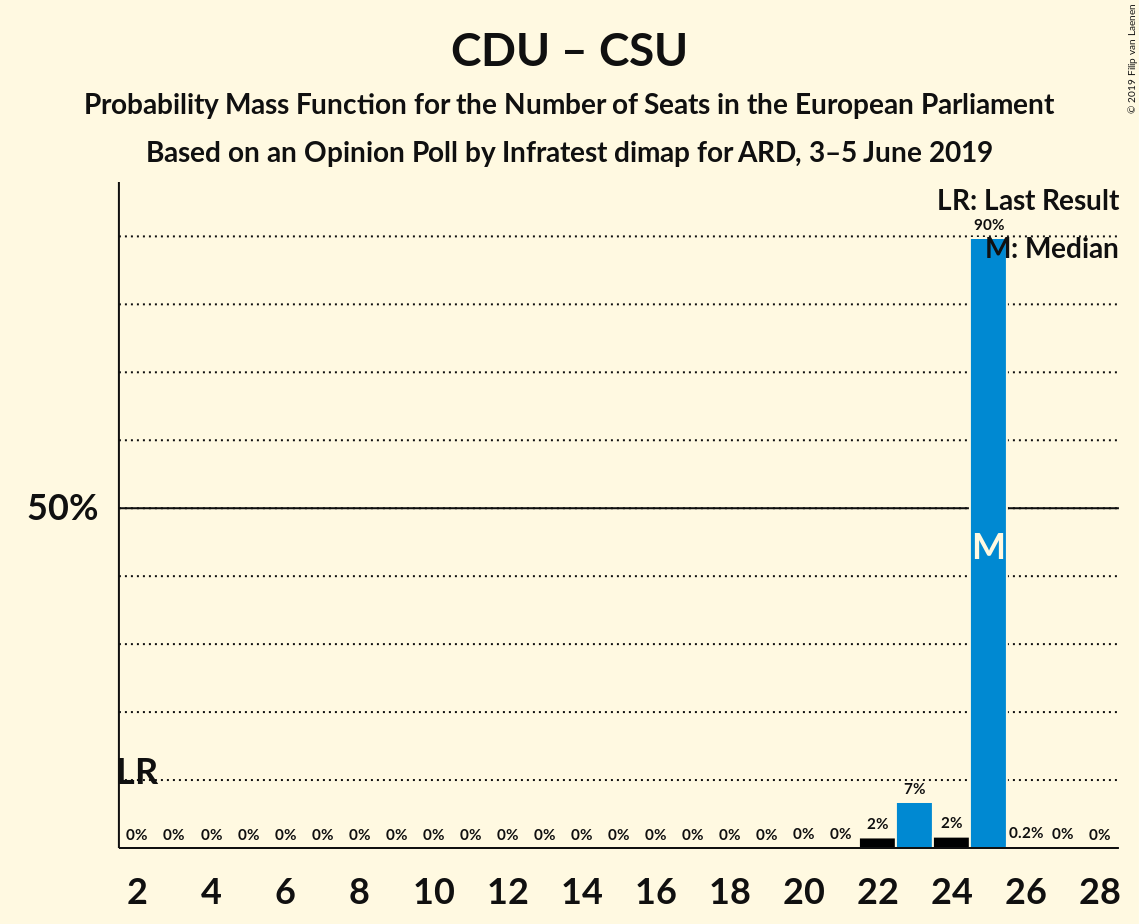 CDU – CSU
Probability Mass Function for the Number of Seats in the European Parliament
Based on an Opinion Poll by Infratest dimap for ARD, 3–5 June 2019
© 2019 Filip van Laenen
LR: Last Result
90%
M: Median
50%
M
LR
7%
0% 0% 0% 0% 0% 0% 0% 0% 0% 0% 0% 0% 0% 0% 0% 0% 0% 0% 0% 0% 2% 2% 0.2% 0% 0%
2 4 6 8 10 12 14 16 18 20 22 24 26 28